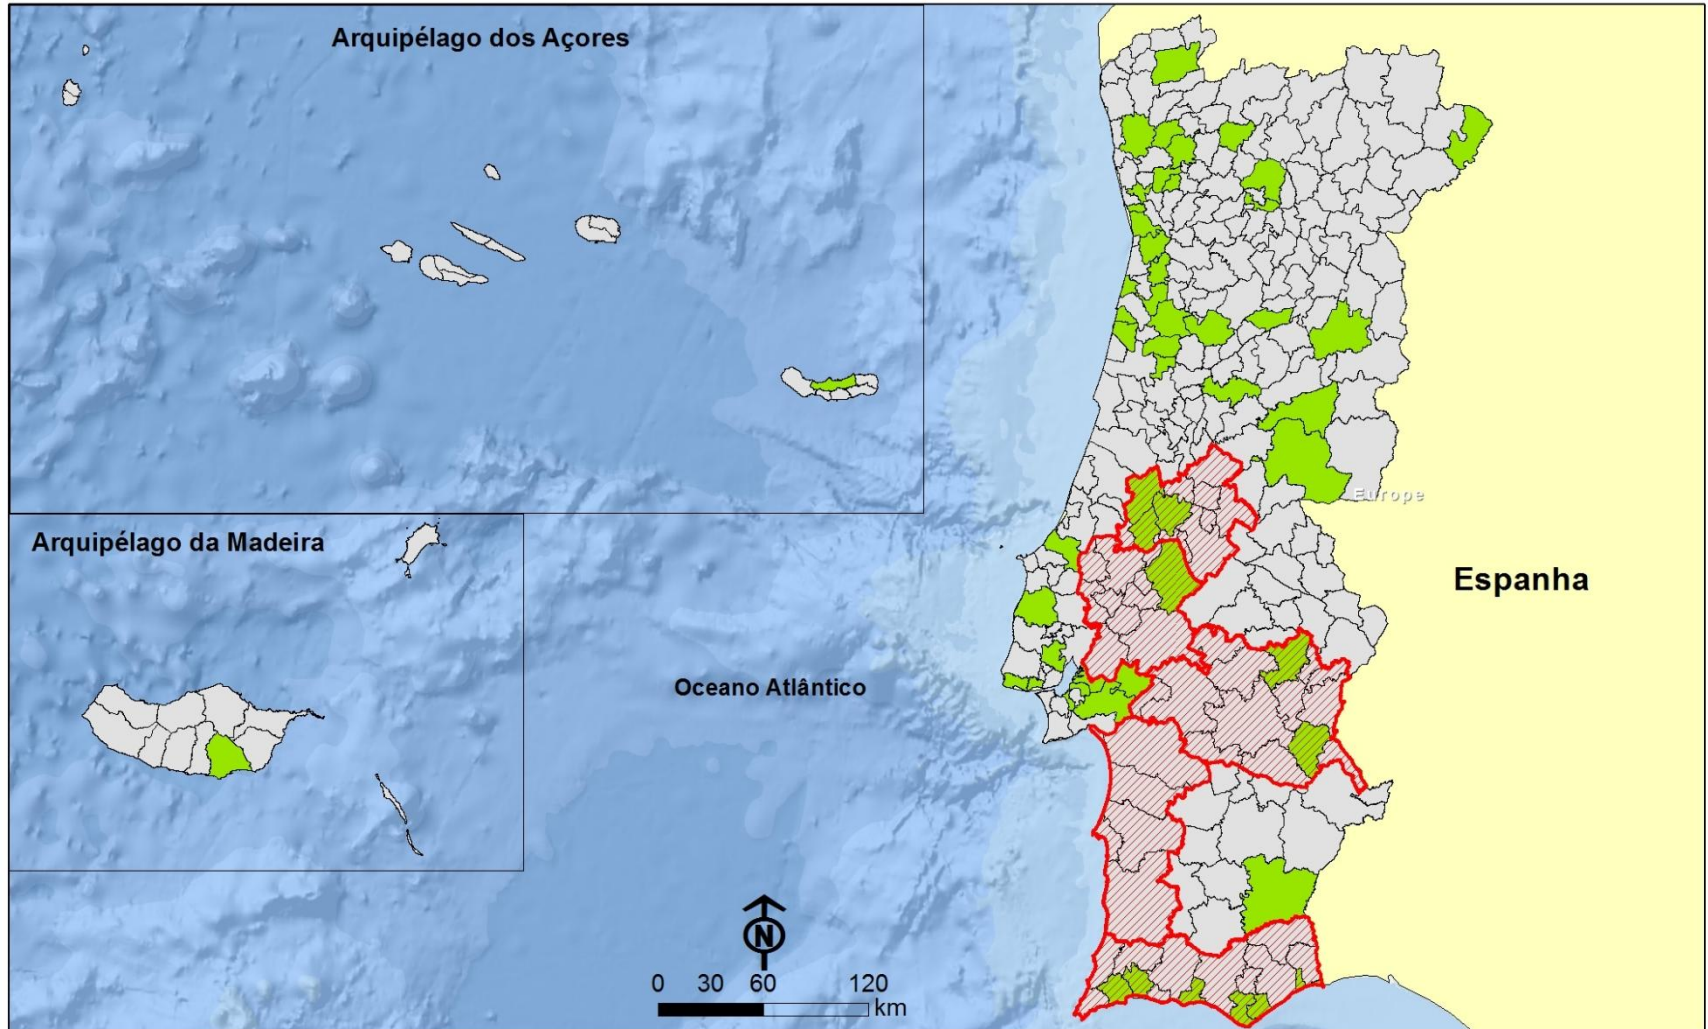 Arquipélago dos Açores
Europe
Arquipélago da Madeira
Espanha
Oceano Atlântico
N
0 30 60 120
km